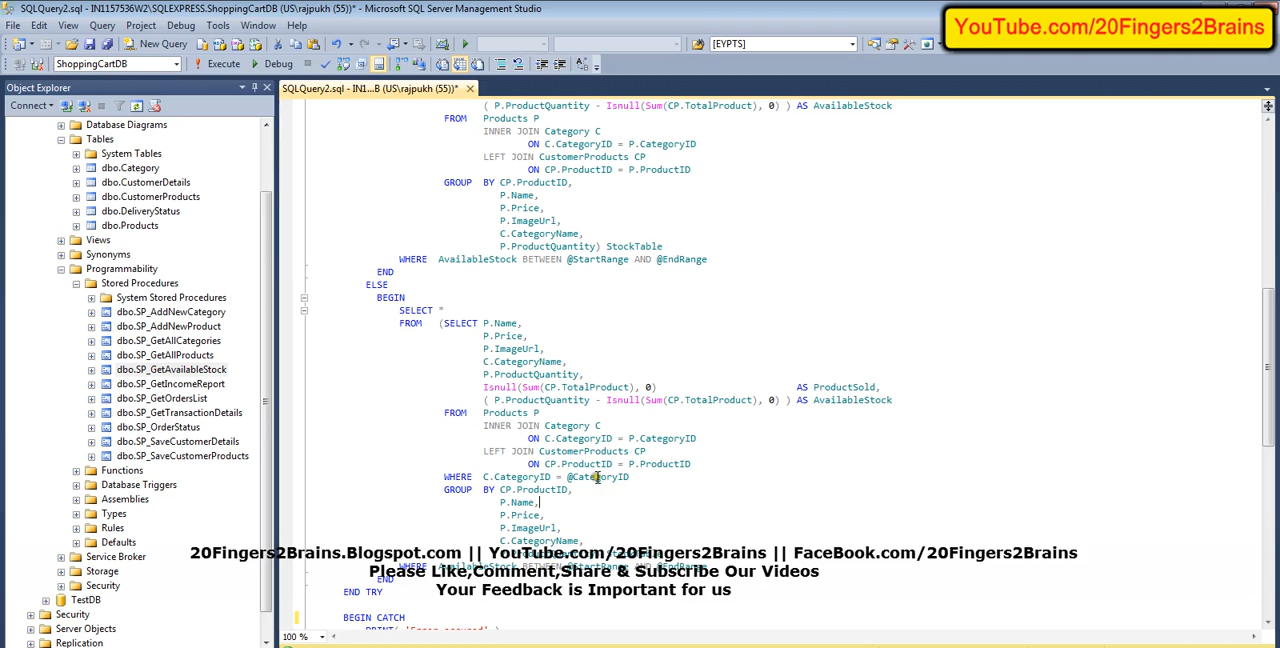 SQLQuery2.sql - IN1157536W2\SQLEXPRESS.ShoppingCartDB (US\rajpukh (55))* - Microsoft SQL Server Management Studio
File Edit View Query Project Debug Tools Window Help
YouTube.com/20Fingers2Brains
New Query [EYPTS]
ShoppingCartDB Execute Debug
Object Explorer
SQLQuery2.sql - IN1...B (US\rajpukh (55))*
Connect
Database Diagrams
Tables
System Tables
dbo.Category
dbo.CustomerDetails
dbo.CustomerProducts
dbo.DeliveryStatus
dbo.Products
Views
Synonyms
Programmability
Stored Procedures
System Stored Procedures
dbo.SP_AddNewCategory
dbo.SP_AddNewProduct
dbo.SP_GetAllCategories
dbo.SP_GetAllProducts
dbo.SP_GetAvailableStock
dbo.SP_GetIncomeReport
dbo.SP_GetOrdersList
dbo.SP_GetTransactionDetails
dbo.SP_OrderStatus
dbo.SP_SaveCustomerDetails
dbo.SP_SaveCustomerProducts
Functions
Database Triggers
Assemblies
Types
Rules
Defaults
Service Broker
Storage
Security
TestDB
Security
Server Objects
Replication
( P.ProductQuantity - Isnull(Sum(CP.TotalProduct), 0) ) AS AvailableStock
FROM Products P
INNER JOIN Category C
ON C.CategoryID = P.CategoryID
LEFT JOIN CustomerProducts CP
ON CP.ProductID = P.ProductID
GROUP BY CP.ProductID,
P.Name,
P.Price,
P.ImageUrl,
C.CategoryName,
P.ProductQuantity) StockTable
WHERE AvailableStock BETWEEN @StartRange AND @EndRange
END
ELSE
BEGIN
SELECT *
FROM (SELECT P.Name,
P.Price,
P.ImageUrl,
C.CategoryName,
P.ProductQuantity,
Isnull(Sum(CP.TotalProduct), 0) AS ProductSold,
( P.ProductQuantity - Isnull(Sum(CP.TotalProduct), 0) ) AS AvailableStock
FROM Products P
INNER JOIN Category C
ON C.CategoryID = P.CategoryID
LEFT JOIN CustomerProducts CP
ON CP.ProductID = P.ProductID
WHERE C.CategoryID = @CategoryID
GROUP BY CP.ProductID,
P.Name,
P.Price,
P.ImageUrl,
C.CategoryName,
20Fingers2Brains.Blogspot.com || YouTube.com/20Fingers2Brains || FaceBook.com/20Fingers2Brains
WHERE AvailableStock BETWEEN @StartRange AND @EndRange
Please Like,Comment,Share & Subscribe Our Videos
END
Your Feedback is Important for us
END TRY
BEGIN CATCH
100 %